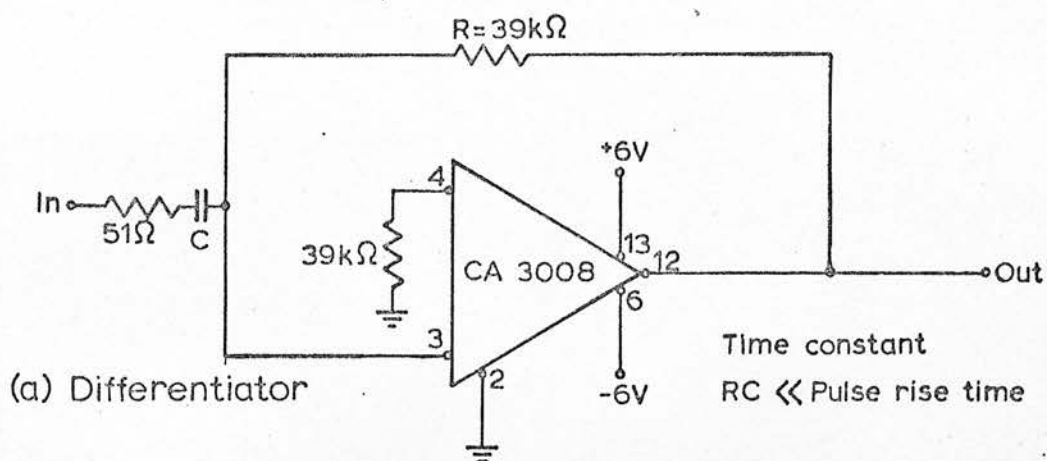 R=39kΩ
+6V
In
4
51Ω
C
39kΩ
13
CA 3008
12
Out
6
3
2
Time constant
(a) Differentiator
-6V
RC ≪ Pulse rise time